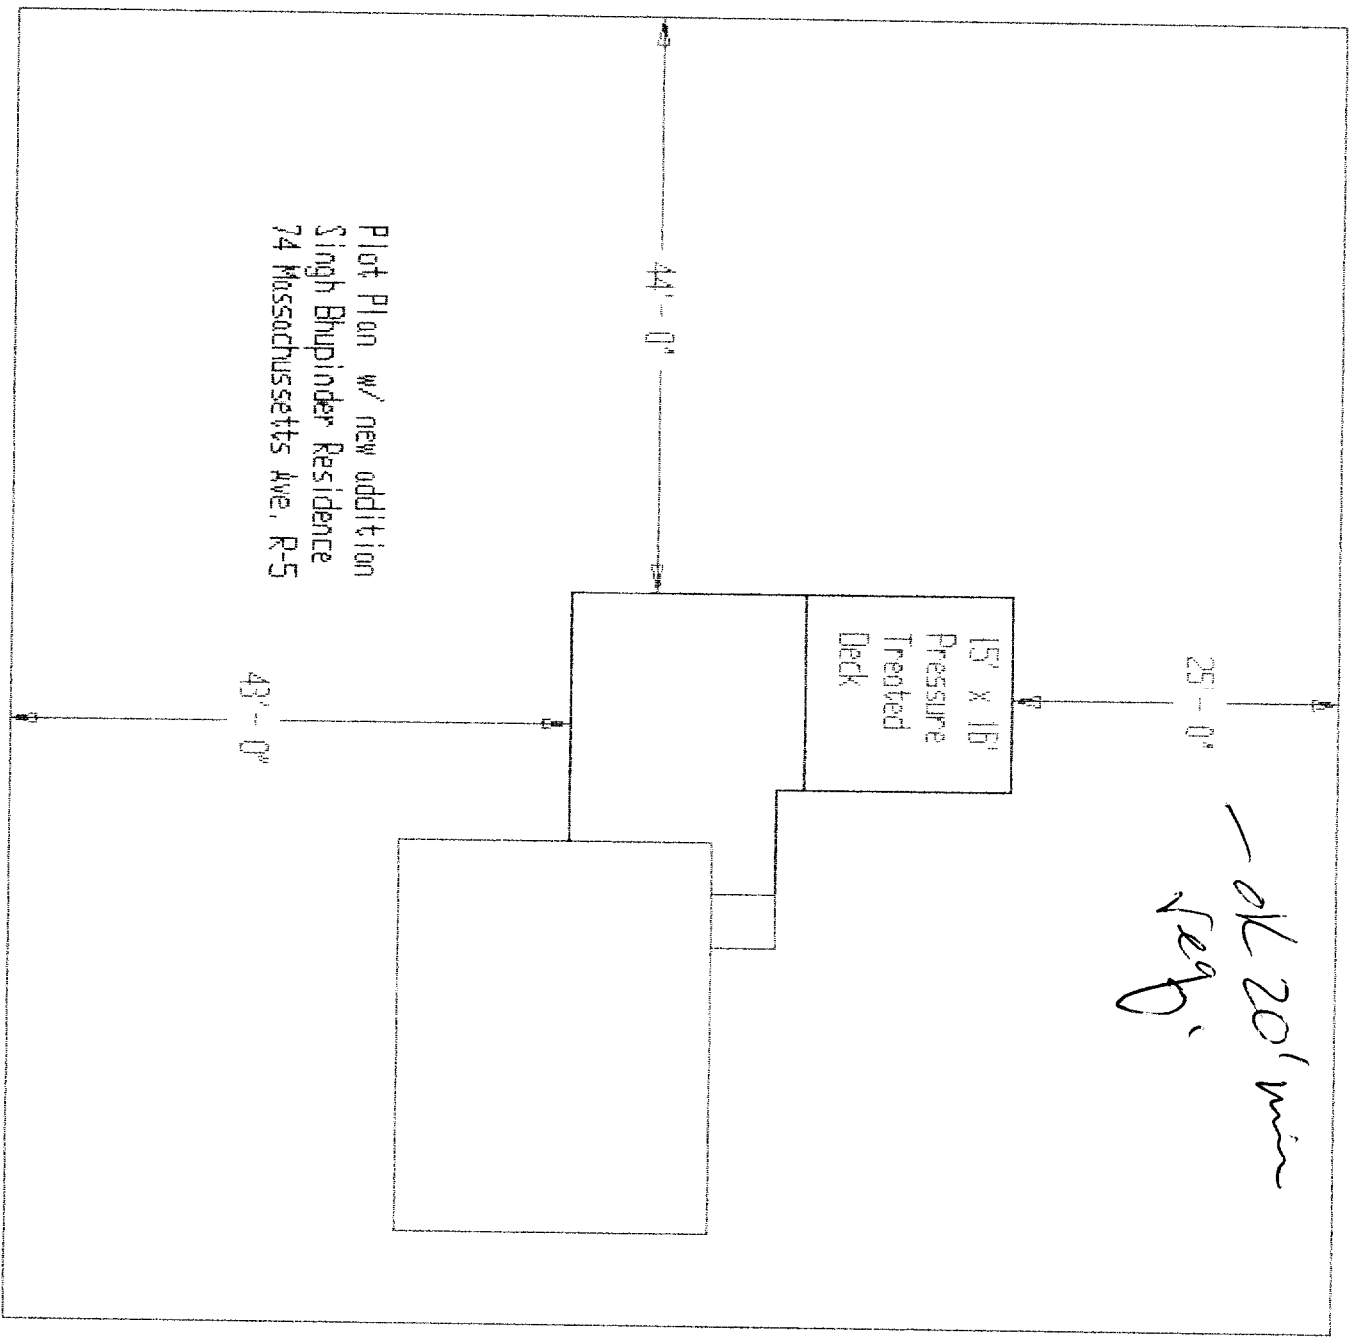 25'-0"
- OK 20' min
req.
15' x 16'
Pressure
Treated
Deck
44'-0"
43'-0"
Plot Plan w/ new addition
Singh Bhupinder Residence
74 Massachussetts Ave, R-5